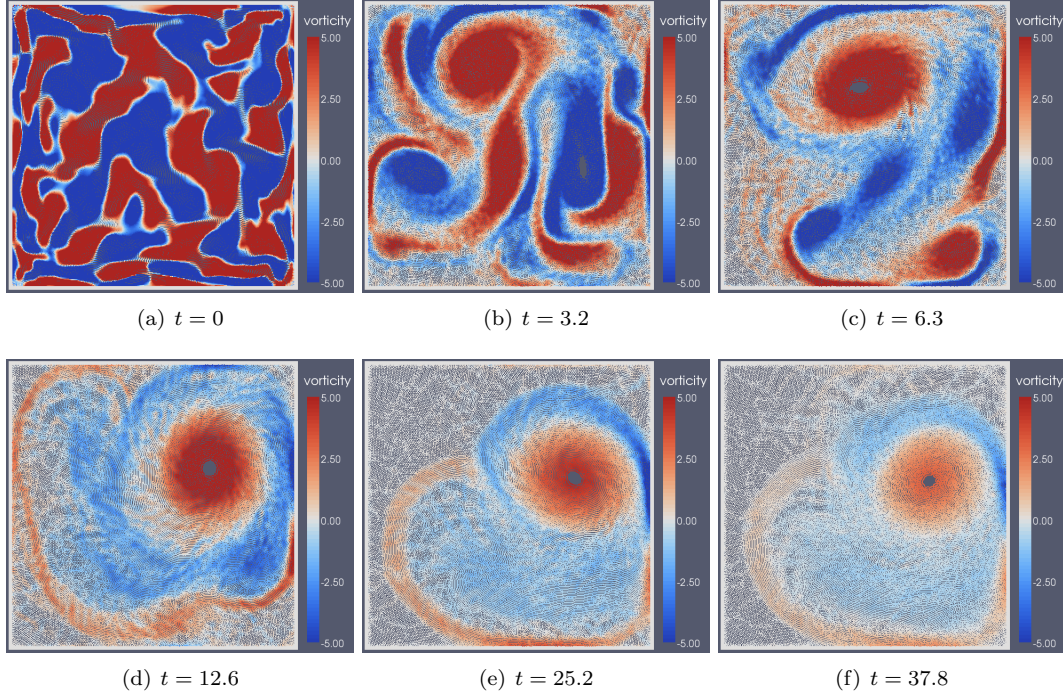 vorticity
5.00
2.50
0.00
-2.50
-5.00
vorticity
5.00
2.50
0.00
-2.50
-5.00
vorticity
5.00
2.50
0.00
-2.50
-5.00
(a) t = 0
(b) t = 3.2
(c) t = 6.3
vorticity
5.00
2.50
0.00
-2.50
-5.00
vorticity
5.00
2.50
0.00
-2.50
-5.00
vorticity
5.00
2.50
0.00
-2.50
-5.00
(d) t = 12.6
(e) t = 25.2
(f) t = 37.8